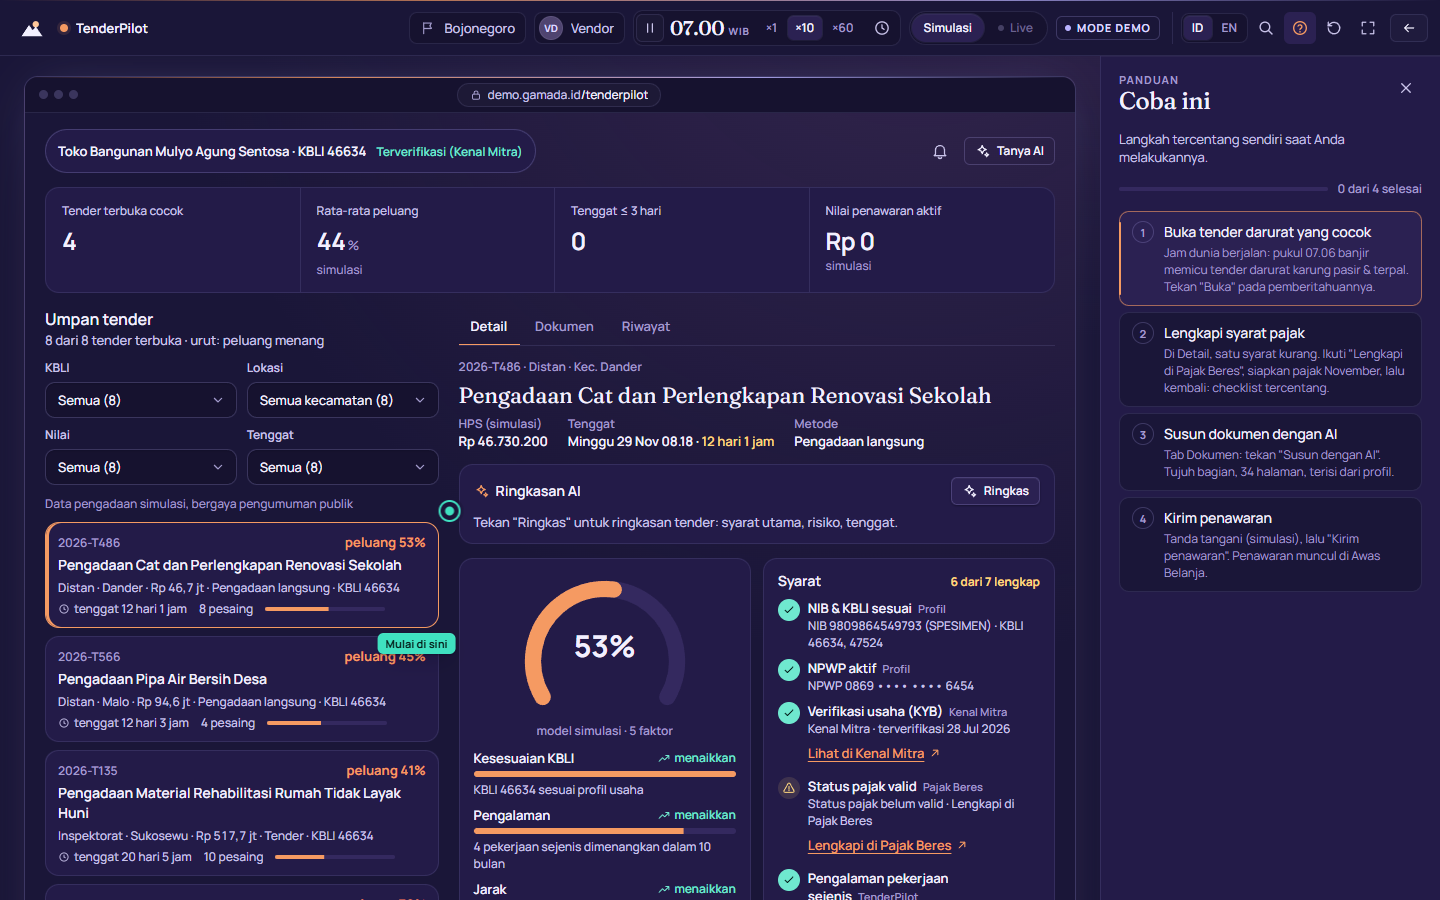 TenderPilot
Bojonegoro
VD Vendor
07.00 WIB
×1 ×10 ×60
Simulasi
Live
MODE DEMO
ID EN
demo.gamada.id/tenderpilot
Toko Bangunan Mulyo Agung Sentosa · KBLI 46634 Terverifikasi (Kenal Mitra)
Tanya AI
Tender terbuka cocok
4
Rata-rata peluang
44 %
simulasi
Tenggat ≤ 3 hari
0
Nilai penawaran aktif
Rp 0
simulasi
Umpan tender
8 dari 8 tender terbuka · urut: peluang menang
KBLI
Semua (8)
Lokasi
Semua kecamatan (8)
Nilai
Semua (8)
Tenggat
Semua (8)
Data pengadaan simulasi, bergaya pengumuman publik
2026-T486 peluang 53%
Pengadaan Cat dan Perlengkapan Renovasi Sekolah
Distan · Dander · Rp 46,7 jt · Pengadaan langsung · KBLI 46634
tenggat 12 hari 1 jam 8 pesaing
Mulai di sini
2026-T566 peluang 45%
Pengadaan Pipa Air Bersih Desa
Distan · Malo · Rp 94,6 jt · Pengadaan langsung · KBLI 46634
tenggat 12 hari 3 jam 4 pesaing
2026-T135 peluang 41%
Pengadaan Material Rehabilitasi Rumah Tidak Layak
Huni
Inspektorat · Sukosewu · Rp 517,7 jt · Tender · KBLI 46634
tenggat 20 hari 5 jam 10 pesaing
Detail Dokumen Riwayat
2026-T486 · Distan · Kec. Dander
Pengadaan Cat dan Perlengkapan Renovasi Sekolah
HPS (simulasi)
Rp 46.730.200
Tenggat
Minggu 29 Nov 08.18 · 12 hari 1 jam
Metode
Pengadaan langsung
Ringkasan AI
Ringkas
Tekan "Ringkas" untuk ringkasan tender: syarat utama, risiko, tenggat.
53%
model simulasi · 5 faktor
Kesesuaian KBLI menaikkan
KBLI 46634 sesuai profil usaha
Pengalaman menaikkan
4 pekerjaan sejenis dimenangkan dalam 10
bulan
Jarak menaikkan
Syarat 6 dari 7 lengkap
NIB & KBLI sesuai Profil
NIB 9809864549793 (SPESIMEN) · KBLI
46634, 47524
NPWP aktif Profil
NPWP 0869 •••• •••• 6454
Verifikasi usaha (KYB) Kenal Mitra
Kenal Mitra · terverifikasi 28 Jul 2026
Lihat di Kenal Mitra
Status pajak valid Pajak Beres
Status pajak belum valid · Lengkapi di
Pajak Beres
Lengkapi di Pajak Beres
Pengalaman pekerjaan
sejenis TenderPilot
PANDUAN
Coba ini
Langkah tercentang sendiri saat Anda
melakukannya.
0 dari 4 selesai
1 Buka tender darurat yang cocok
Jam dunia berjalan: pukul 07.06 banjir
memicu tender darurat karung pasir & terpal.
Tekan "Buka" pada pemberitahuannya.
2 Lengkapi syarat pajak
Di Detail, satu syarat kurang. Ikuti "Lengkapi
di Pajak Beres", siapkan pajak November, lalu
kembali: checklist tercentang.
3 Susun dokumen dengan AI
Tab Dokumen: tekan "Susun dengan AI".
Tujuh bagian, 34 halaman, terisi dari profil.
4 Kirim penawaran
Tanda tangani (simulasi), lalu "Kirim
penawaran". Penawaran muncul di Awas
Belanja.